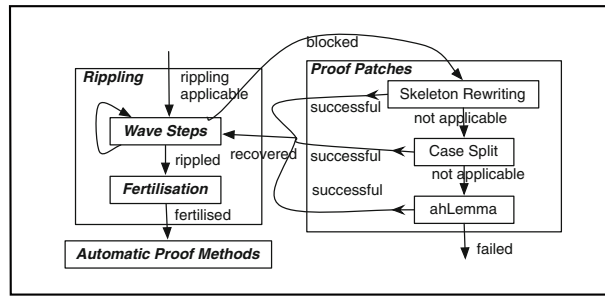 blocked
Rippling
rippling
applicable
Proof Patches
Skeleton Rewriting
successful
not applicable
Wave Steps
recovered
rippled
Case Split
successful
not applicable
Fertilisation
successful
ahLemma
fertilised
Automatic Proof Methods
failed